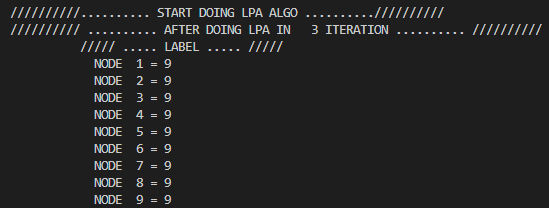 //////////.......... START DOING LPA ALGO ..........//////////
////////// .......... AFTER DOING LPA IN   3 ITERATION .......... //////////
///// ..... LABEL ..... /////
NODE  1 = 9
NODE  2 = 9
NODE  3 = 9
NODE  4 = 9
NODE  5 = 9
NODE  6 = 9
NODE  7 = 9
NODE  8 = 9
NODE  9 = 9